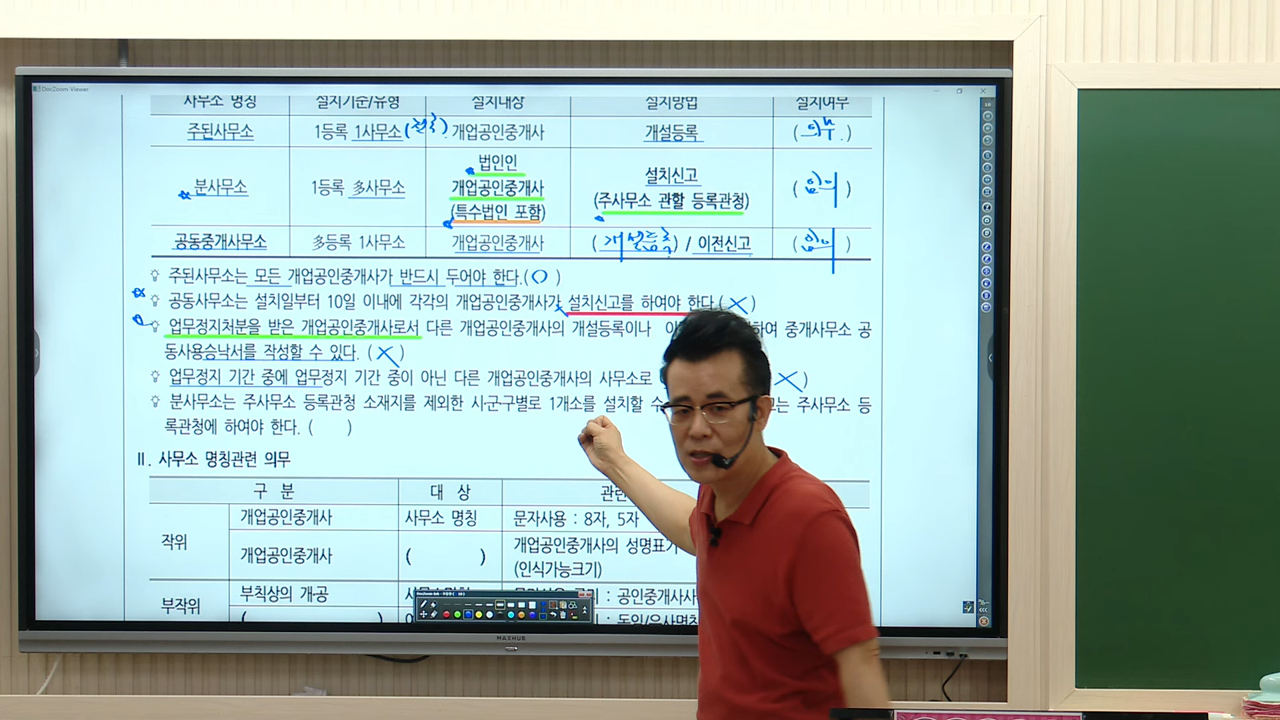 DocZoom Viewer
사무소 명칭 설치기준/유형 설치대상 설치방법 설치여부
주된사무소 1등록 1사무소 개업공인중개사 개설등록 (의무)
분사무소 1등록 多사무소 법인인 개업공인중개사 (특수법인 포함) 설치신고 (주사무소 관할 등록관청) (임의)
공동중개사무소 多등록 1사무소 개업공인중개사 (개설등록) / 이전신고 (임의)
주된사무소는 모든 개업공인중개사가 반드시 두어야 한다.(O)
공동사무소는 설치일부터 10일 이내에 각각의 개업공인중개사가 설치신고를 하여야 한다.(X)
업무정지처분을 받은 개업공인중개사로서 다른 개업공인중개사의 개설등록이나 하여 중개사무소 공
동사용승낙서를 작성할 수 있다. (X)
업무정지 기간 중에 업무정지 기간 중이 아닌 다른 개업공인중개사의 사무소로 X)
분사무소는 주사무소 등록관청 소재지를 제외한 시·군·구별로 1개소를 설치할 수 는 주사무소 등
록관청에 하여야 한다. ( )
Ⅱ. 사무소 명칭관련 의무
구 분 대 상 관련
작위 개업공인중개사 사무소 명칭 문자사용 : 8자, 5자
개업공인중개사 ( ) 개업공인중개사의 성명표기 (인식가능크기)
부작위 부칙상의 개·공 : 공인중개사사
: 동일/유사명칭
MAXHUB